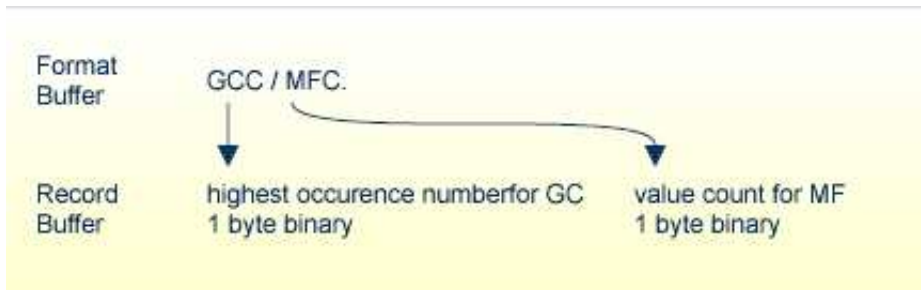 Format
Buffer
GCC / MFC.
Record
Buffer
highest occurence numberfor GC
1 byte binary
value count for MF
1 byte binary